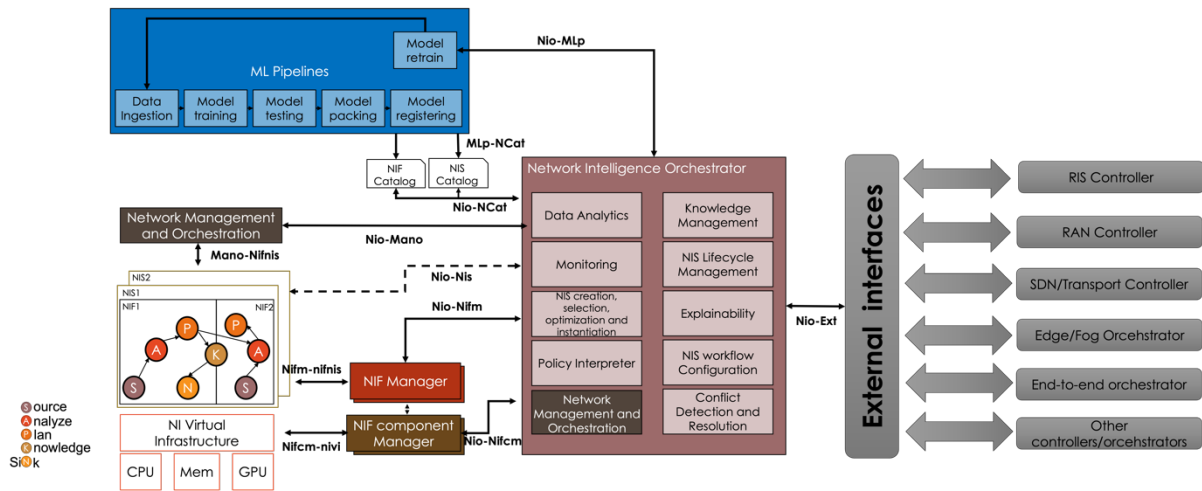 Model
retrain
Nio-MLp
ML Pipelines
Data
Ingestion
Model
training
Model
testing
Model
packing
Model
registering
MLp-NCat
NIF
Catalog
NIS
Catalog
Nio-NCat
Network Management
and Orchestration
Nio-Mano
Mano-Nifnis
NIS2
NIS1
NIF1
NIF2
P
P
A
K
A
S
N
S
Nio-Nis
Nio-Nifm
Nifm-nifnis
NIF Manager
NIF component
Manager
Nio-Nifcm
Nifcm-nivi
NI Virtual
Infrastructure
CPU
Mem
GPU
Source
Analyze
Plan
Knowledge
SiNk
Network Intelligence Orchestrator
Data Analytics
Knowledge
Management
Monitoring
NIS Lifecycle
Management
NIS creation,
selection,
optimization and
instantiation
Explainability
Policy Interpreter
NIS workflow
Configuration
Network
Management and
Orchestration
Conflict
Detection and
Resolution
Nio-Ext
External interfaces
RIS Controller
RAN Controller
SDN/Transport Controller
Edge/Fog Orcehstrator
End-to-end orchestrator
Other
controllers/orcehstrators